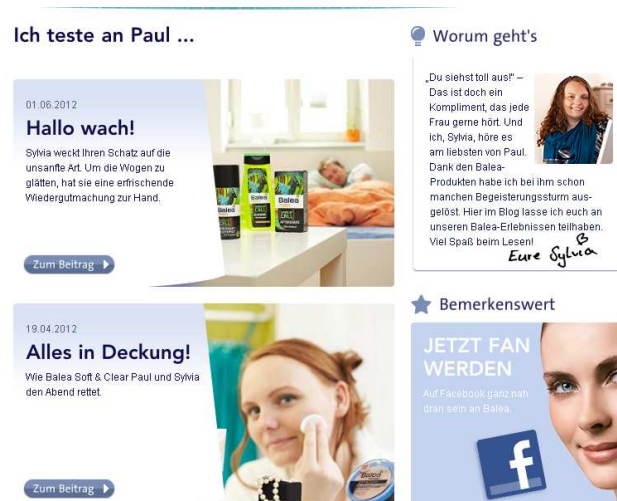 Ich teste an Paul ...
01.06.2012
Hallo wach!
Sylvia weckt Ihren Schatz auf die
unsanfte Art. Um die Wogen zu
glätten, hat sie eine erfrischende
Wiedergutmachung zur Hand.
Zum Beitrag
Balea
Balea
Balea
19.04.2012
Alles in Deckung!
Wie Balea Soft & Clear Paul und Sylvia
den Abend rettet.
Zum Beitrag
Balea
Worum geht's
„Du siehst toll aus!" –
Das ist doch ein
Kompliment, das jede
Frau gerne hört. Und
ich, Sylvia, höre es
am liebsten von Paul.
Dank den Balea-
Produkten habe ich bei ihm schon
manchen Begeisterungssturm aus-
gelöst. Hier im Blog lasse ich euch an
unseren Balea-Erlebnissen teilhaben.
Viel Spaß beim Lesen!
Eure Sylvia
Bemerkenswert
JETZT FAN
WERDEN
Auf Facebook ganz nah
dran sein an Balea.
f